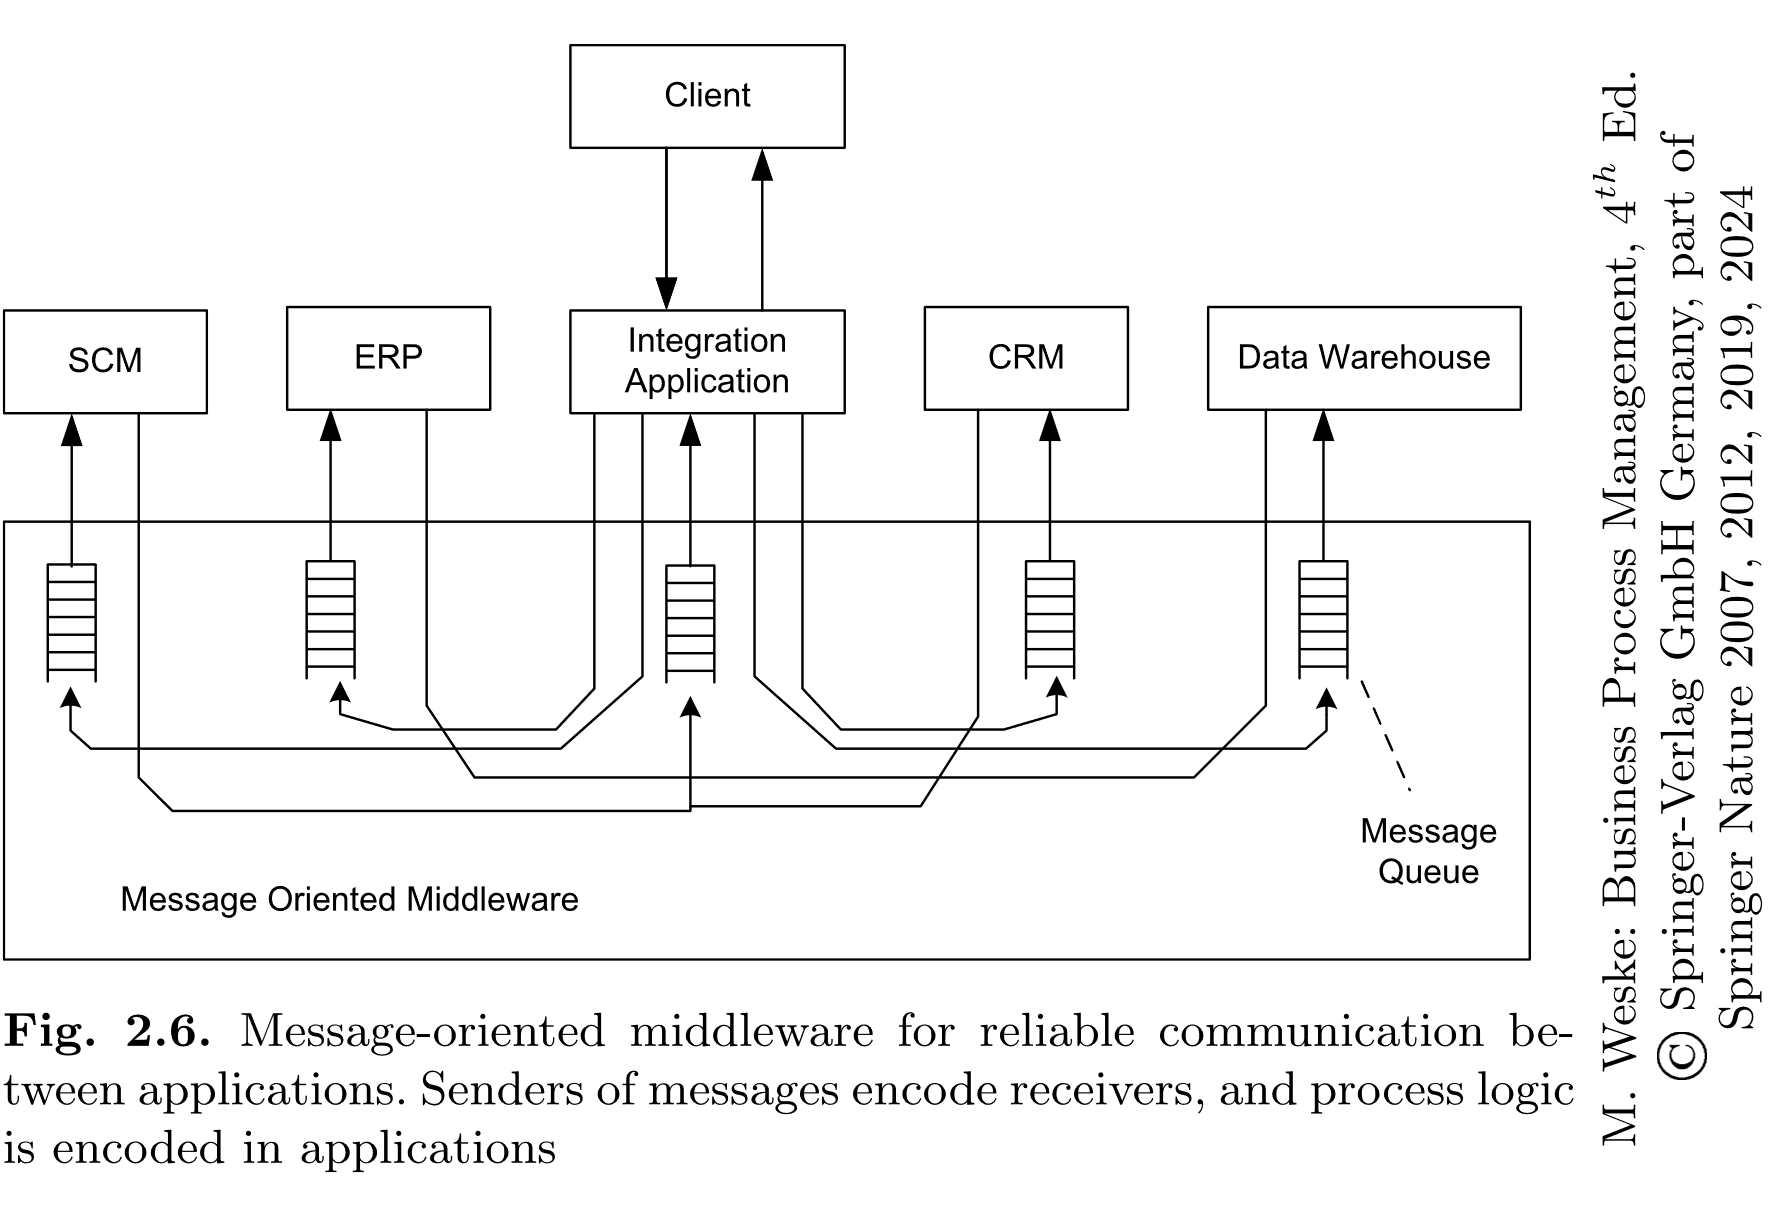 Client
SCM
ERP
Integration
Application
CRM
Data Warehouse
Message
Queue
Message Oriented Middleware
Fig. 2.6. Message-oriented middleware for reliable communication be-
tween applications. Senders of messages encode receivers, and process logic
is encoded in applications
M. Weske: Business Process Management, 4th Ed.
© Springer-Verlag GmbH Germany, part of
Springer Nature 2007, 2012, 2019, 2024